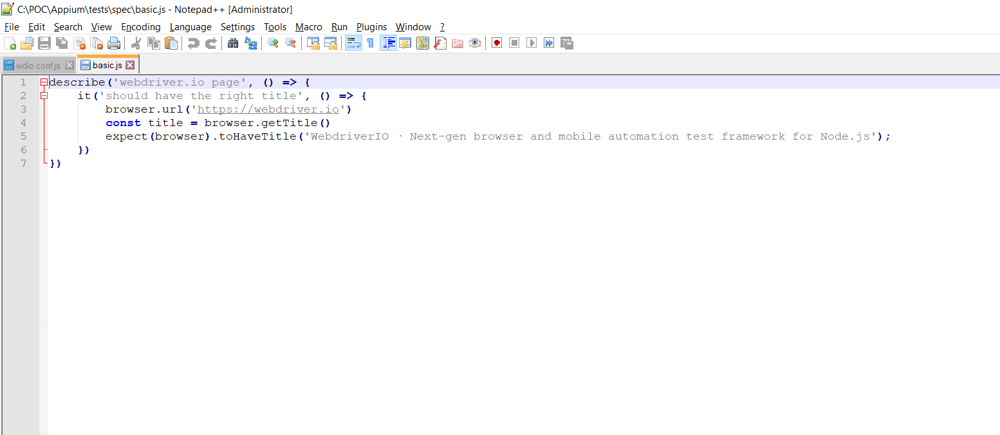 C:\POC\Appium\tests\spec\basic.js - Notepad++ [Administrator]
File Edit Search View Encoding Language Settings Tools Macro Run Plugins Window ?
wdio.conf.js basic.js
1 describe('webdriver.io page', () => {
2     it('should have the right title', () => {
3         browser.url('https://webdriver.io')
4         const title = browser.getTitle()
5         expect(browser).toHaveTitle('WebdriverIO · Next-gen browser and mobile automation test framework for Node.js');
6     })
7 })